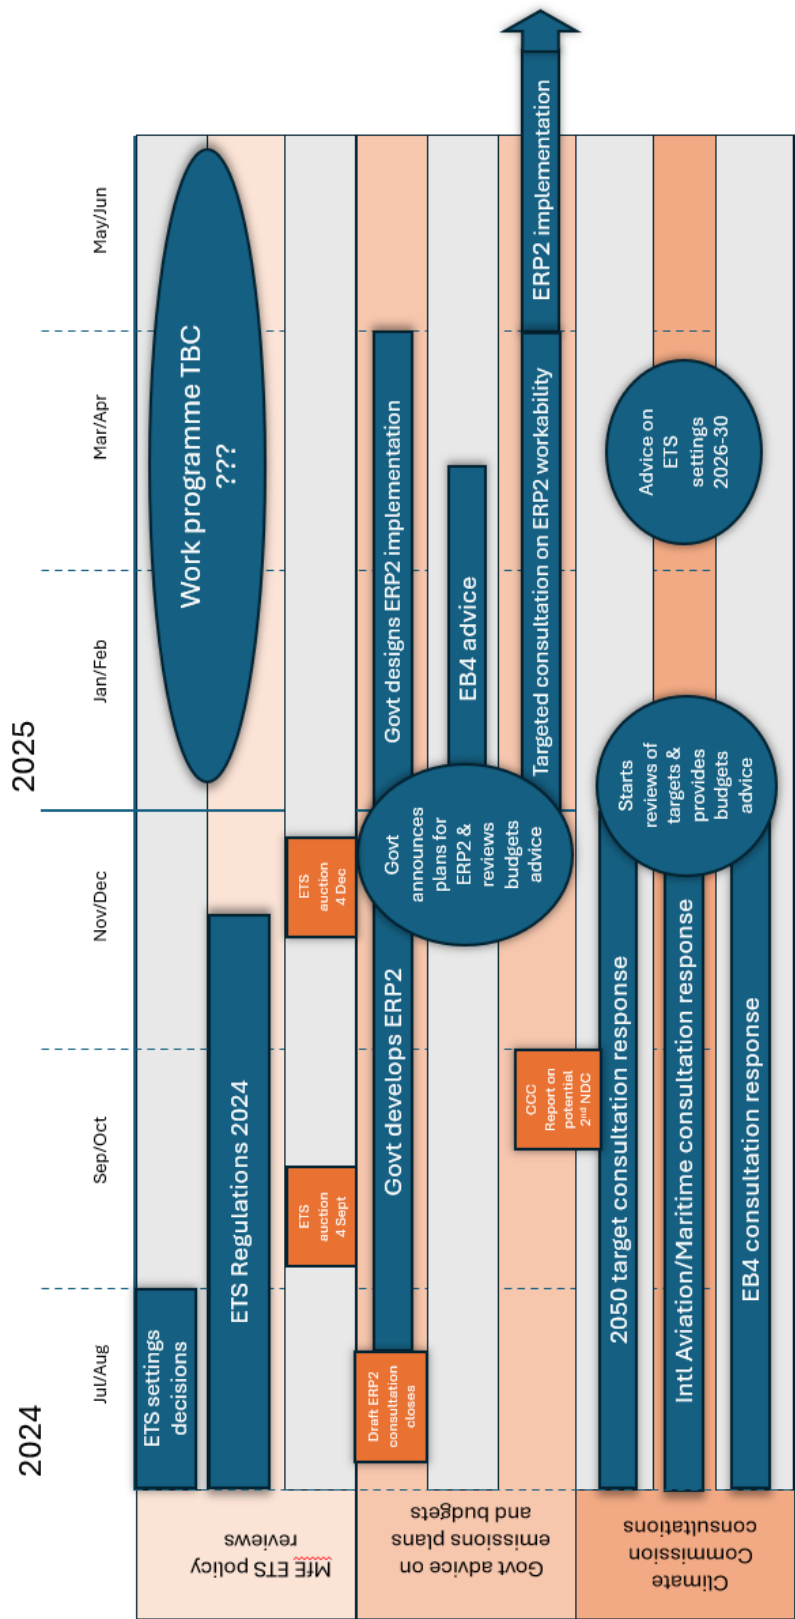 2024
2025
Jul/Aug
Sep/Oct
Nov/Dec
Jan/Feb
Mar/Apr
May/Jun
MfE ETS policy
reviews
ETS settings
decisions
ETS Regulations 2024
Work programme TBC
???
ETS
auction
4 Sept
ETS
auction
4 Dec
Govt advice on
emissions plans
and budgets
Draft ERP2
consultation
closes
Govt develops ERP2
Govt
announces
plans for
ERP2 &
reviews
budgets
advice
Govt designs ERP2 implementation
EB4 advice
Targeted consultation on ERP2 workability
ERP2 implementation
CCC
Report on
potential
2nd NDC
Climate
Commission
consultations
2050 target consultation response
Intl Aviation/Maritime consultation response
EB4 consultation response
Starts
reviews of
targets &
provides
budgets
advice
Advice on
ETS
settings
2026-30